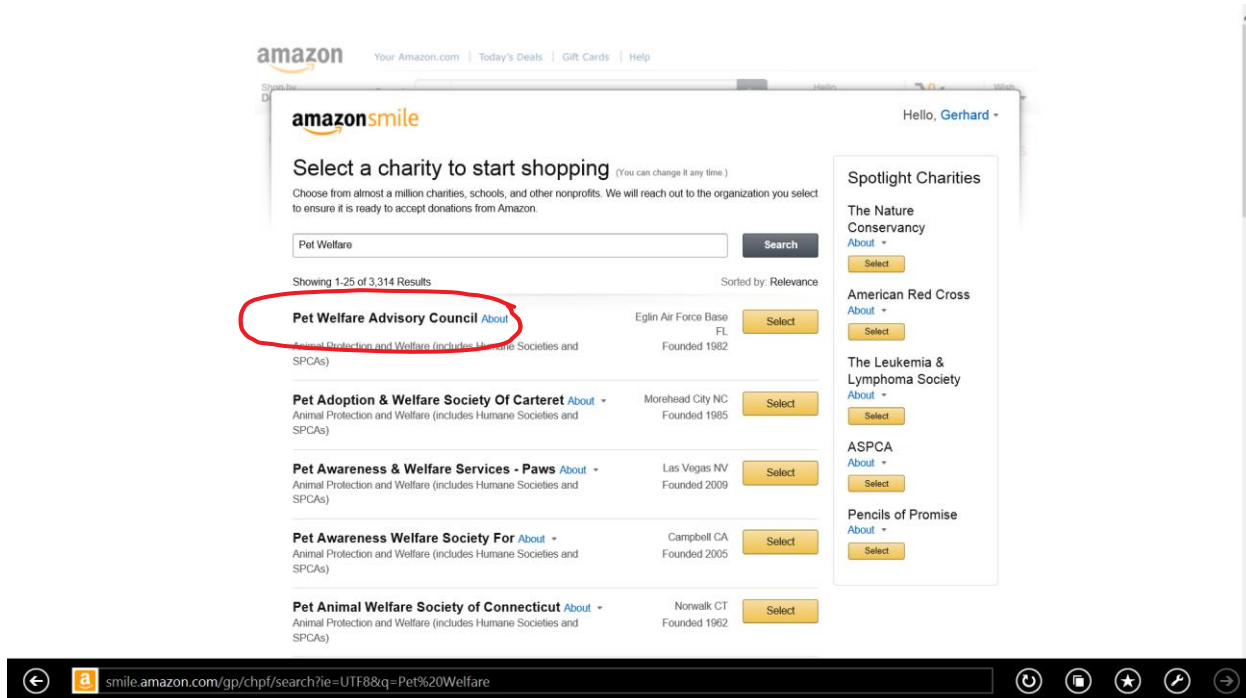 amazon
Your Amazon.com | Today's Deals | Gift Cards | Help
Shop by
Hello
0
Wish
amazonsmile
Hello, Gerhard
Select a charity to start shopping (You can change it any time.)
Choose from almost a million charities, schools, and other nonprofits. We will reach out to the organization you select
to ensure it is ready to accept donations from Amazon.
Pet Welfare
Search
Showing 1-25 of 3,314 Results
Sorted by: Relevance
Pet Welfare Advisory Council About
Eglin Air Force Base
FL
Founded 1982
Select
Animal Protection and Welfare (includes Humane Societies and
SPCAs)
Pet Adoption & Welfare Society Of Carteret About
Morehead City NC
Founded 1985
Select
Animal Protection and Welfare (includes Humane Societies and
SPCAs)
Pet Awareness & Welfare Services - Paws About
Las Vegas NV
Founded 2009
Select
Animal Protection and Welfare (includes Humane Societies and
SPCAs)
Pet Awareness Welfare Society For About
Campbell CA
Founded 2005
Select
Animal Protection and Welfare (includes Humane Societies and
SPCAs)
Pet Animal Welfare Society of Connecticut About
Norwalk CT
Founded 1962
Select
Animal Protection and Welfare (includes Humane Societies and
SPCAs)
Spotlight Charities
The Nature
Conservancy
About
Select
American Red Cross
About
Select
The Leukemia &
Lymphoma Society
About
Select
ASPCA
About
Select
Pencils of Promise
About
Select
a
smile.amazon.com/gp/chpf/search?ie=UTF8&q=Pet%20Welfare